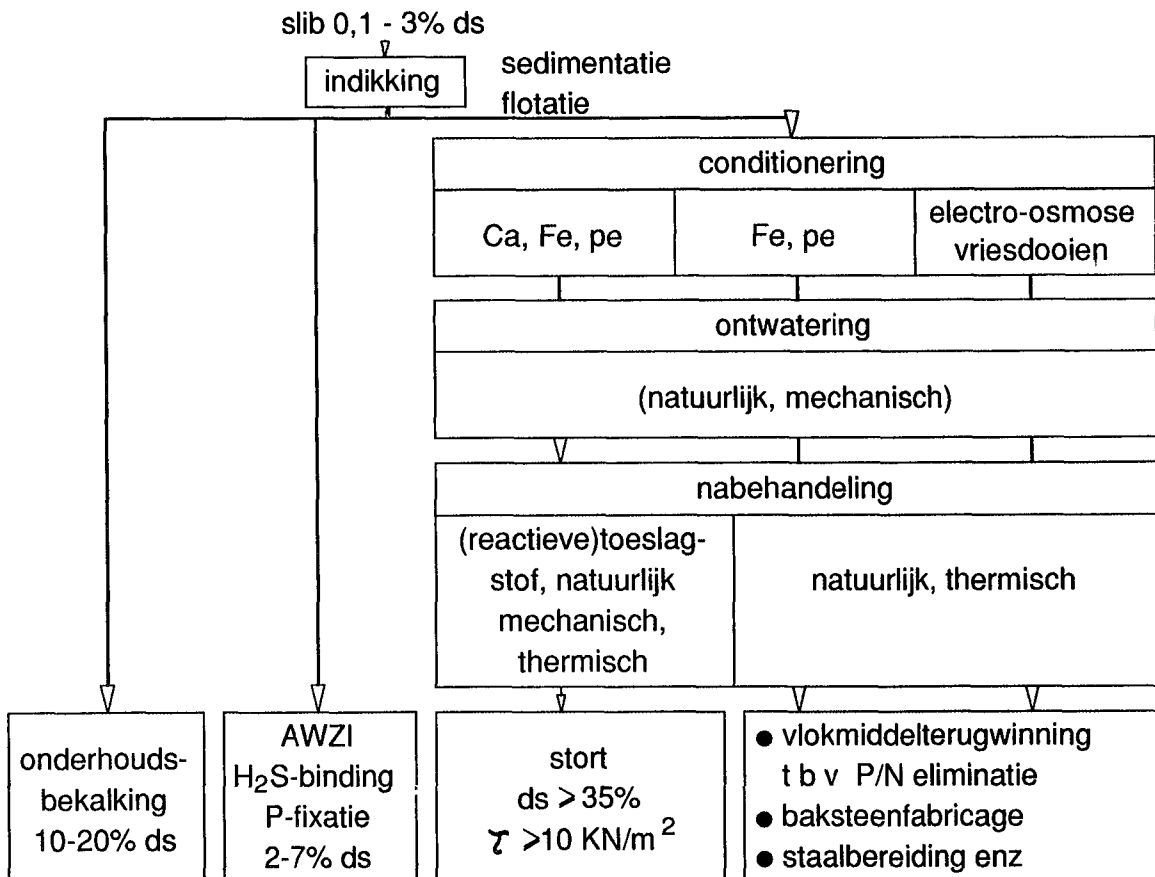 slib 0,1 - 3% ds
indikking
sedimentatie
flotatie
conditionering
Ca, Fe, pe
Fe, pe
electro-osmose
vriesdooien
ontwatering
(natuurlijk, mechanisch)
nabehandeling
(reactieve)toeslag-
stof, natuurlijk
mechanisch,
thermisch
natuurlijk, thermisch
onderhouds-
bekalking
10-20% ds
AWZI
H₂S-binding
P-fixatie
2-7% ds
stort
ds ⩾ 35%
τ ⩾10 KN/m²
● vlokmiddelterugwinning
t b v P/N eliminatie
● baksteenfabricage
● staalbereiding enz